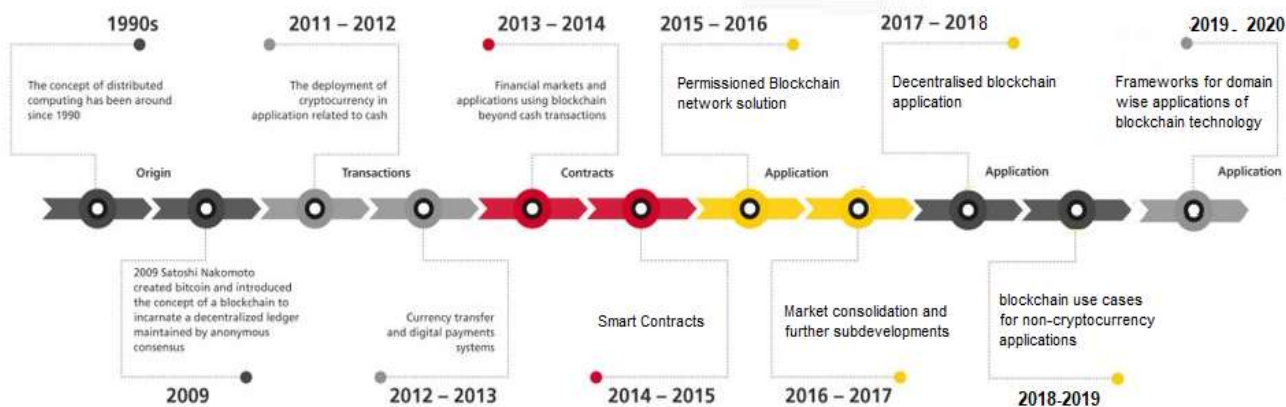 1990s
2011 – 2012
2013 – 2014
2015 – 2016
2017 – 2018
2019 - 2020
The concept of distributed
computing has been around
since 1990
The deployment of
cryptocurrency in
application related to cash
Financial markets and
applications using blockchain
beyond cash transactions
Permissioned Blockchain
network solution
Decentralised blockchain
application
Frameworks for domain
wise applications of
blockchain technology
Origin
Transactions
Contracts
Application
Application
Application
2009 Satoshi Nakomoto
created bitcoin and introduced
the concept of a blockchain to
incarnate a decentralized ledger
maintained by anonymous
consensus
Currency transfer
and digital payments
systems
Smart Contracts
Market consolidation and
further subdevelopments
blockchain use cases
for non-cryptocurrency
applications
2009
2012 – 2013
2014 – 2015
2016 – 2017
2018-2019